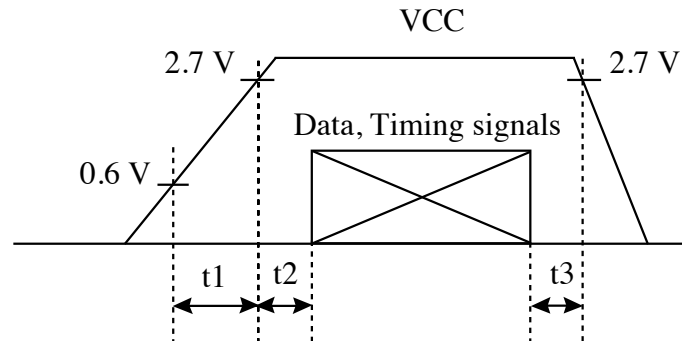 VCC
2.7 V
2.7 V
Data, Timing signals
0.6 V
t1
t2
t3